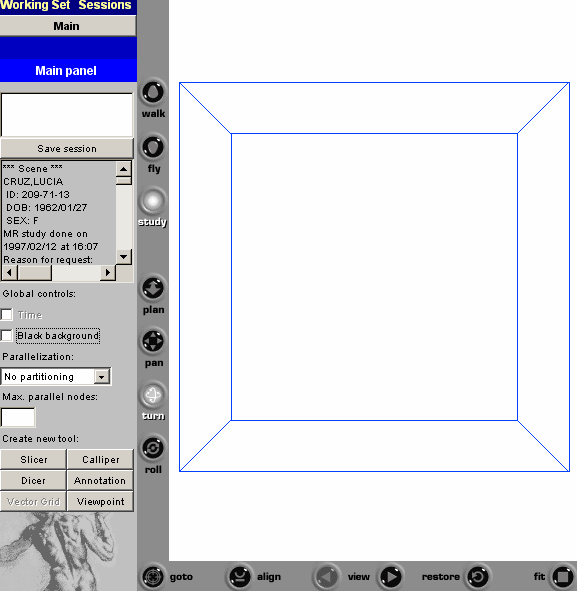 Working Set Sessions
Main
Main panel
Save session
*** Scene ***
CRUZ,LUCIA
ID: 209-71-13
DOB: 1962/01/27
SEX: F
MR study done on
1997/02/12 at 16:07
Reason for request:
Global controls:
Time
Black background
Parallelization:
No partitioning
Max. parallel nodes:
Create new tool:
Slicer Calliper
Dicer Annotation
Vector Grid Viewpoint
walk
fly
study
plan
pan
turn
roll
goto align view restore fit